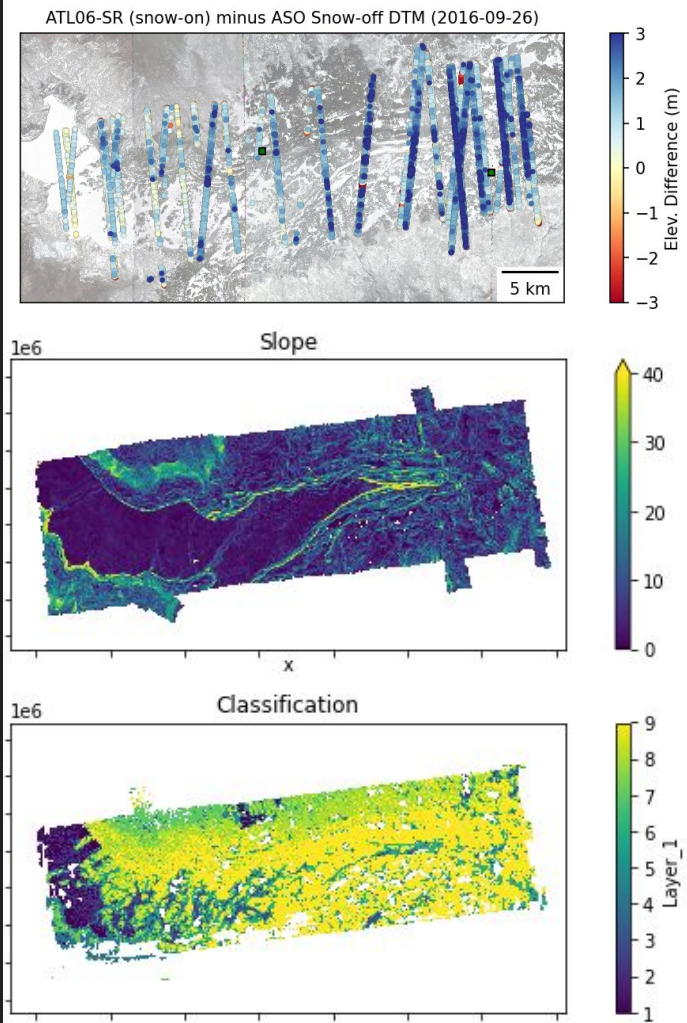 ATL06-SR (snow-on) minus ASO Snow-off DTM (2016-09-26)
3
2
1
0
−1
−2
−3
Elev. Difference (m)
5 km
1e6
Slope
40
30
20
10
0
x
1e6
Classification
9
8
7
6
5
4
3
2
1
Layer_1